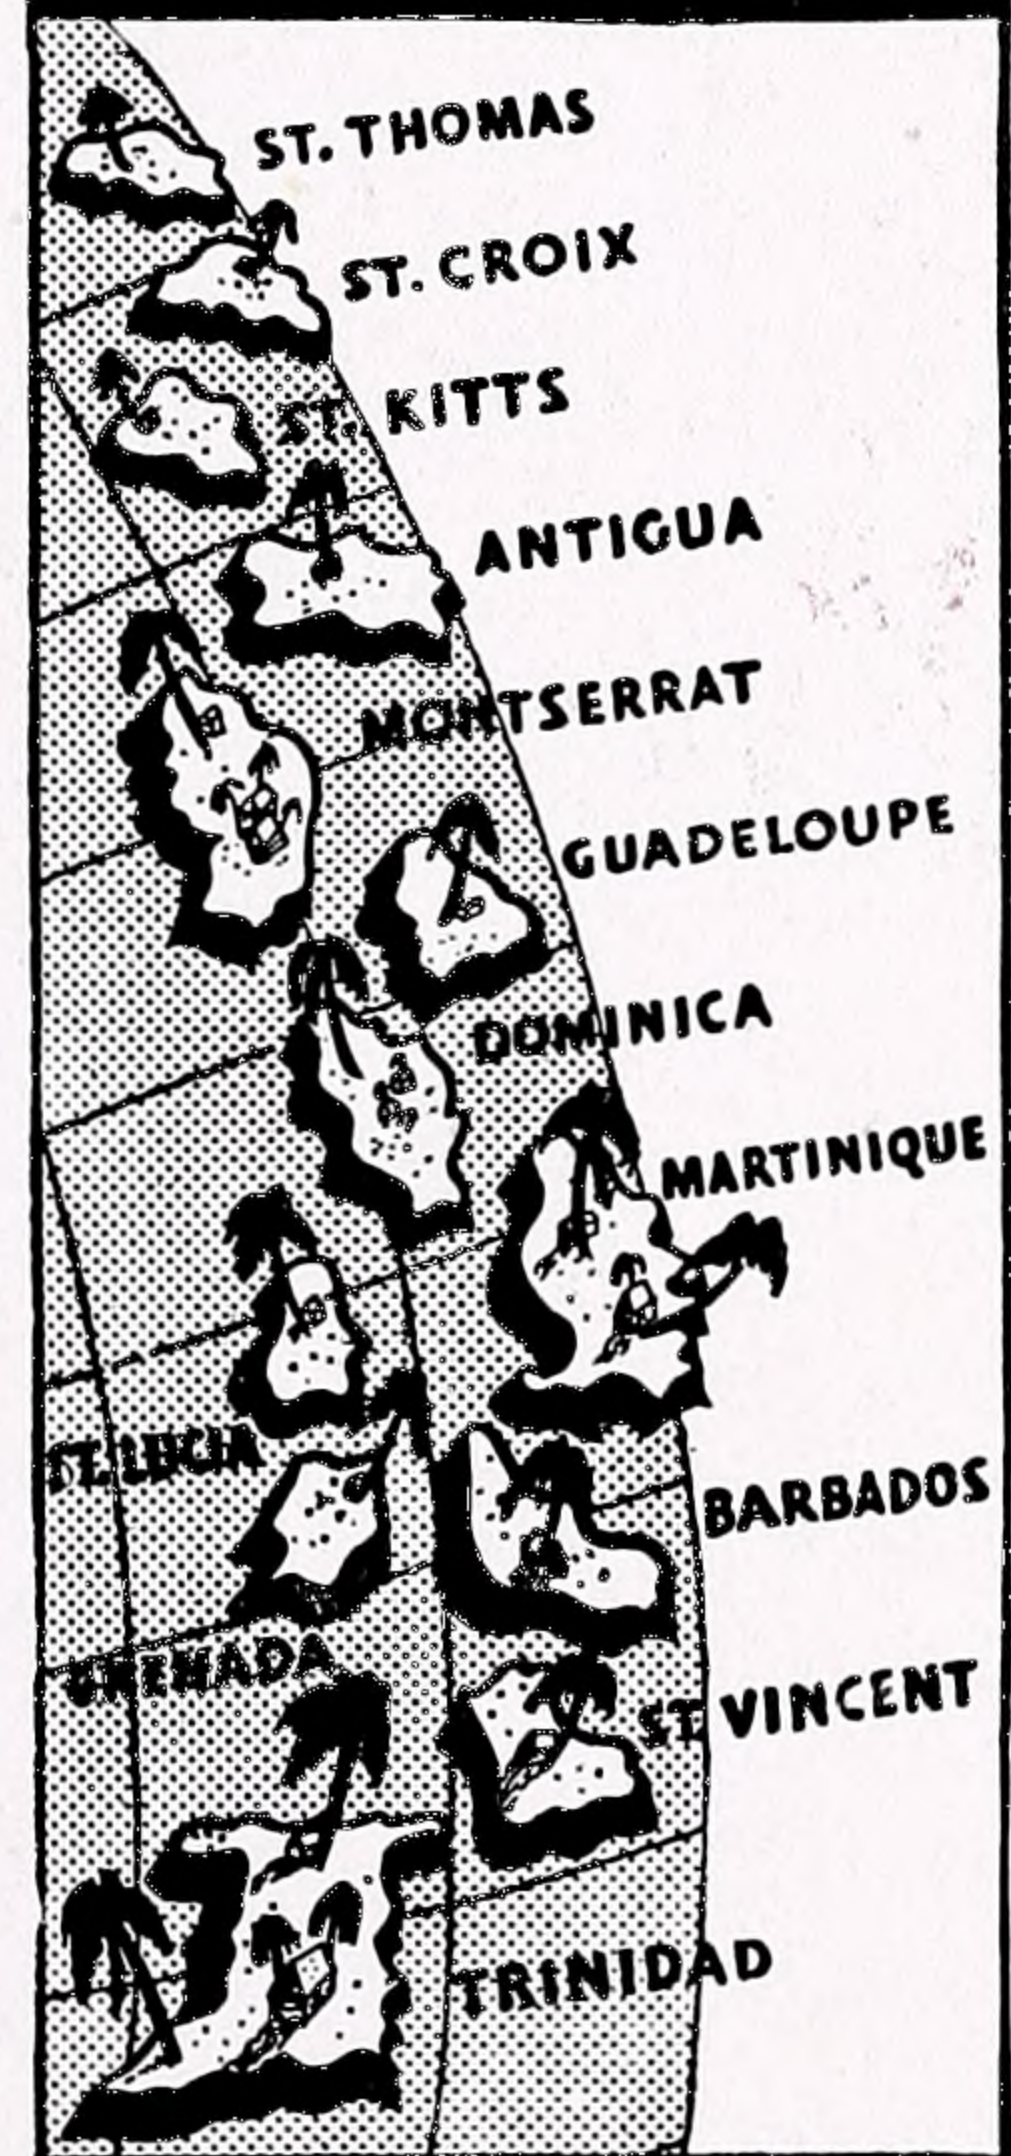 ST. THOMAS
ST. CROIX
ST. KITTS
ANTIGUA
MONTSERRAT
GUADELOUPE
DOMINICA
MARTINIQUE
ST. LUCIA
BARBADOS
GRENADA
ST. VINCENT
TRINIDAD